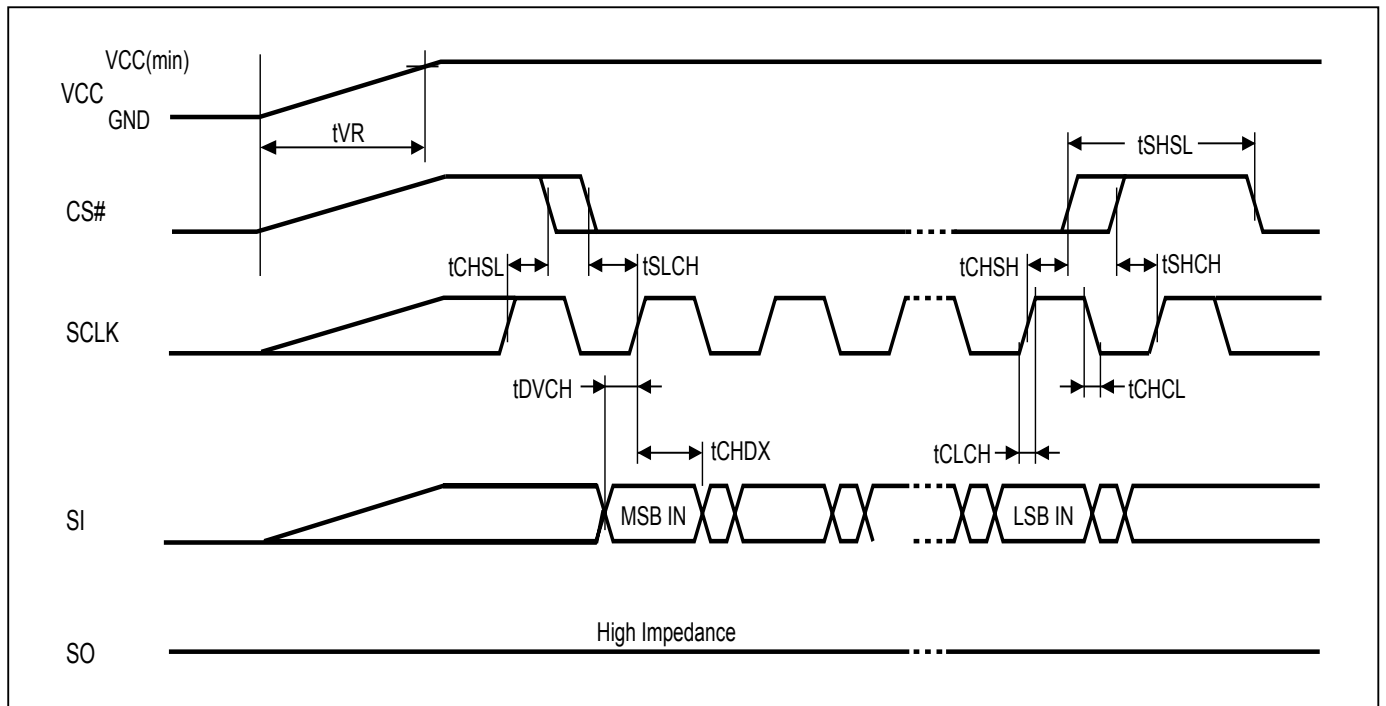 VCC(min)
VCC
GND
tVR
tSHSL
CS#
tCHSL
tSLCH
tCHSH
tSHCH
SCLK
tDVCH
tCHCL
tCHDX
tCLCH
SI
MSB IN
LSB IN
High Impedance
SO